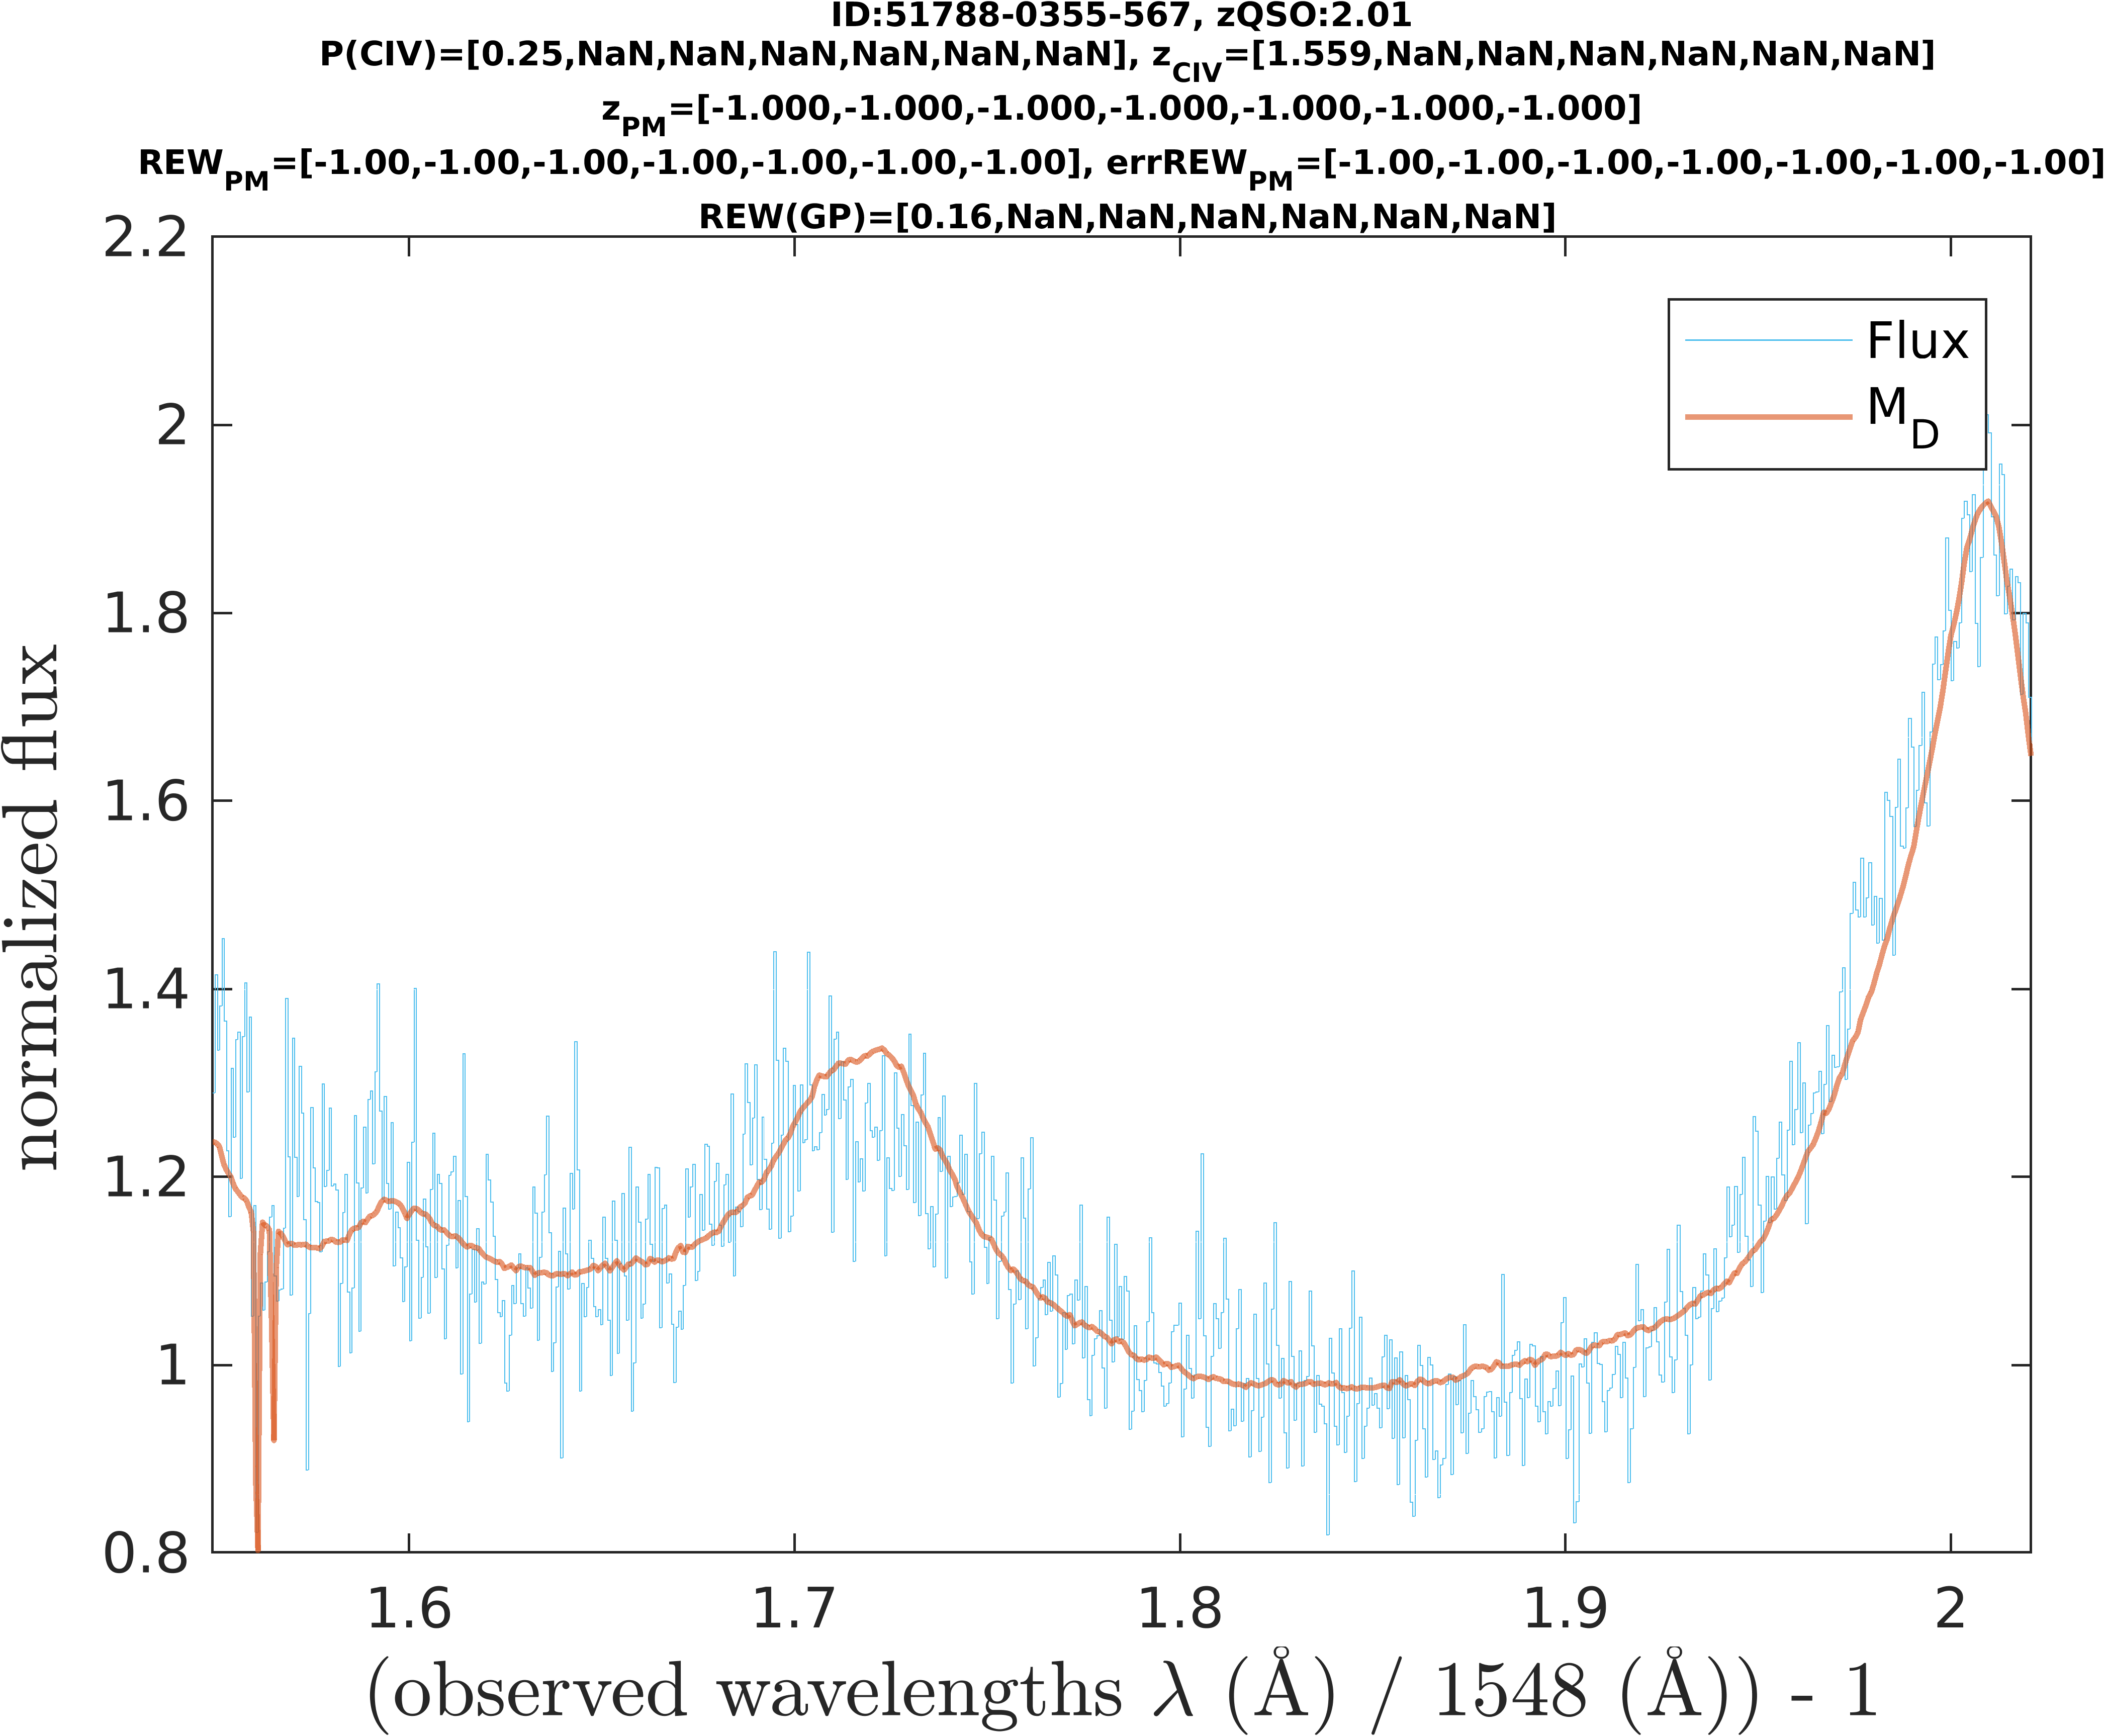 ID:51788-0355-567, zQSO:2.01
P(CIV)=[0.25,NaN,NaN,NaN,NaN,NaN,NaN], zCIV=[1.559,NaN,NaN,NaN,NaN,NaN,NaN]
zPM=[-1.000,-1.000,-1.000,-1.000,-1.000,-1.000,-1.000]
REWPM=[-1.00,-1.00,-1.00,-1.00,-1.00,-1.00,-1.00], errREWPM=[-1.00,-1.00,-1.00,-1.00,-1.00,-1.00,-1.00]
REW(GP)=[0.16,NaN,NaN,NaN,NaN,NaN,NaN]
2.2
2
1.8
1.6
1.4
1.2
1
0.8
normalized flux
Flux
MD
1.6 1.7 1.8 1.9 2
(observed wavelengths λ (Å) / 1548 (Å)) - 1